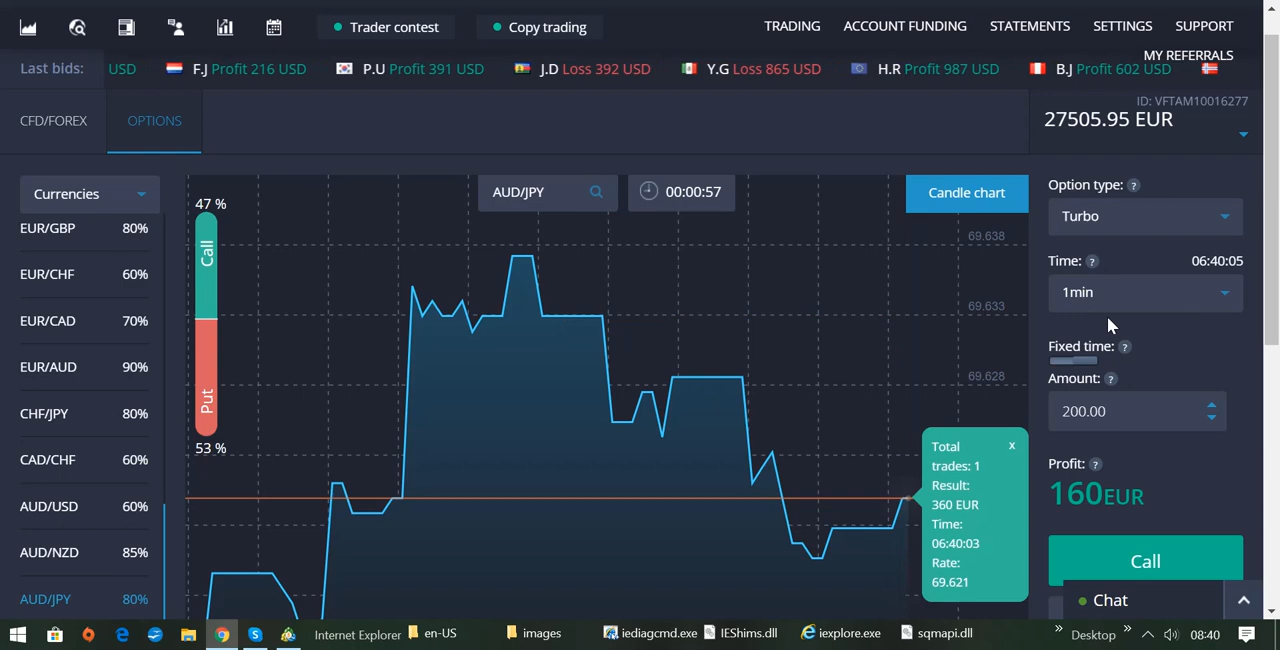 Trader contest
Copy trading
TRADING
ACCOUNT FUNDING
STATEMENTS
SETTINGS
SUPPORT
MY REFERRALS
Last bids:
USD
F.J Profit 216 USD
P.U Profit 391 USD
J.D Loss 392 USD
Y.G Loss 865 USD
H.R Profit 987 USD
B.J Profit 602 USD
CFD/FOREX
OPTIONS
ID: VFTAM10016277
27505.95 EUR
Currencies
EUR/GBP 80%
EUR/CHF 60%
EUR/CAD 70%
EUR/AUD 90%
CHF/JPY 80%
CAD/CHF 60%
AUD/USD 60%
AUD/NZD 85%
AUD/JPY 80%
47 %
Call
Put
53 %
AUD/JPY
00:00:57
Candle chart
69.638
69.633
69.628
Total
trades: 1
x
Result:
360 EUR
Time:
06:40:03
Rate:
69.621
Option type: ?
Turbo
Time: ? 06:40:05
1min
Fixed time: ?
Amount: ?
200.00
Profit: ?
160EUR
Call
Chat
Internet Explorer
en-US
images
iediagcmd.exe
IEShims.dll
iexplore.exe
sqmapi.dll
Desktop
08:40